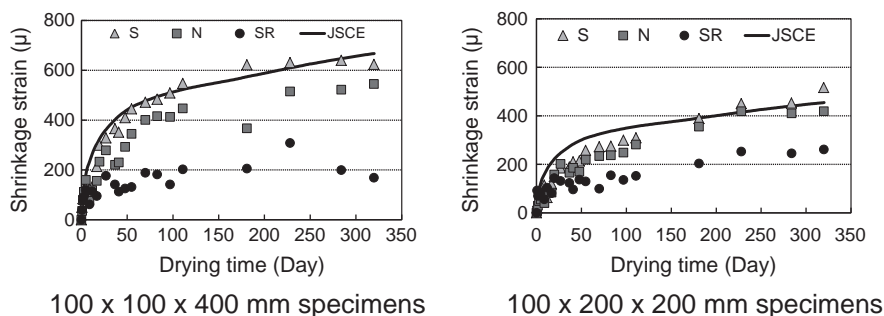 800
600
400
200
0
Shrinkage strain (μ)
S N SR JSCE
0 50 100 150 200 250 300 350
Drying time (Day)
100 x 100 x 400 mm specimens
800
600
400
200
0
Shrinkage strain (μ)
S N SR JSCE
0 50 100 150 200 250 300 350
Drying time (Day)
100 x 200 x 200 mm specimens